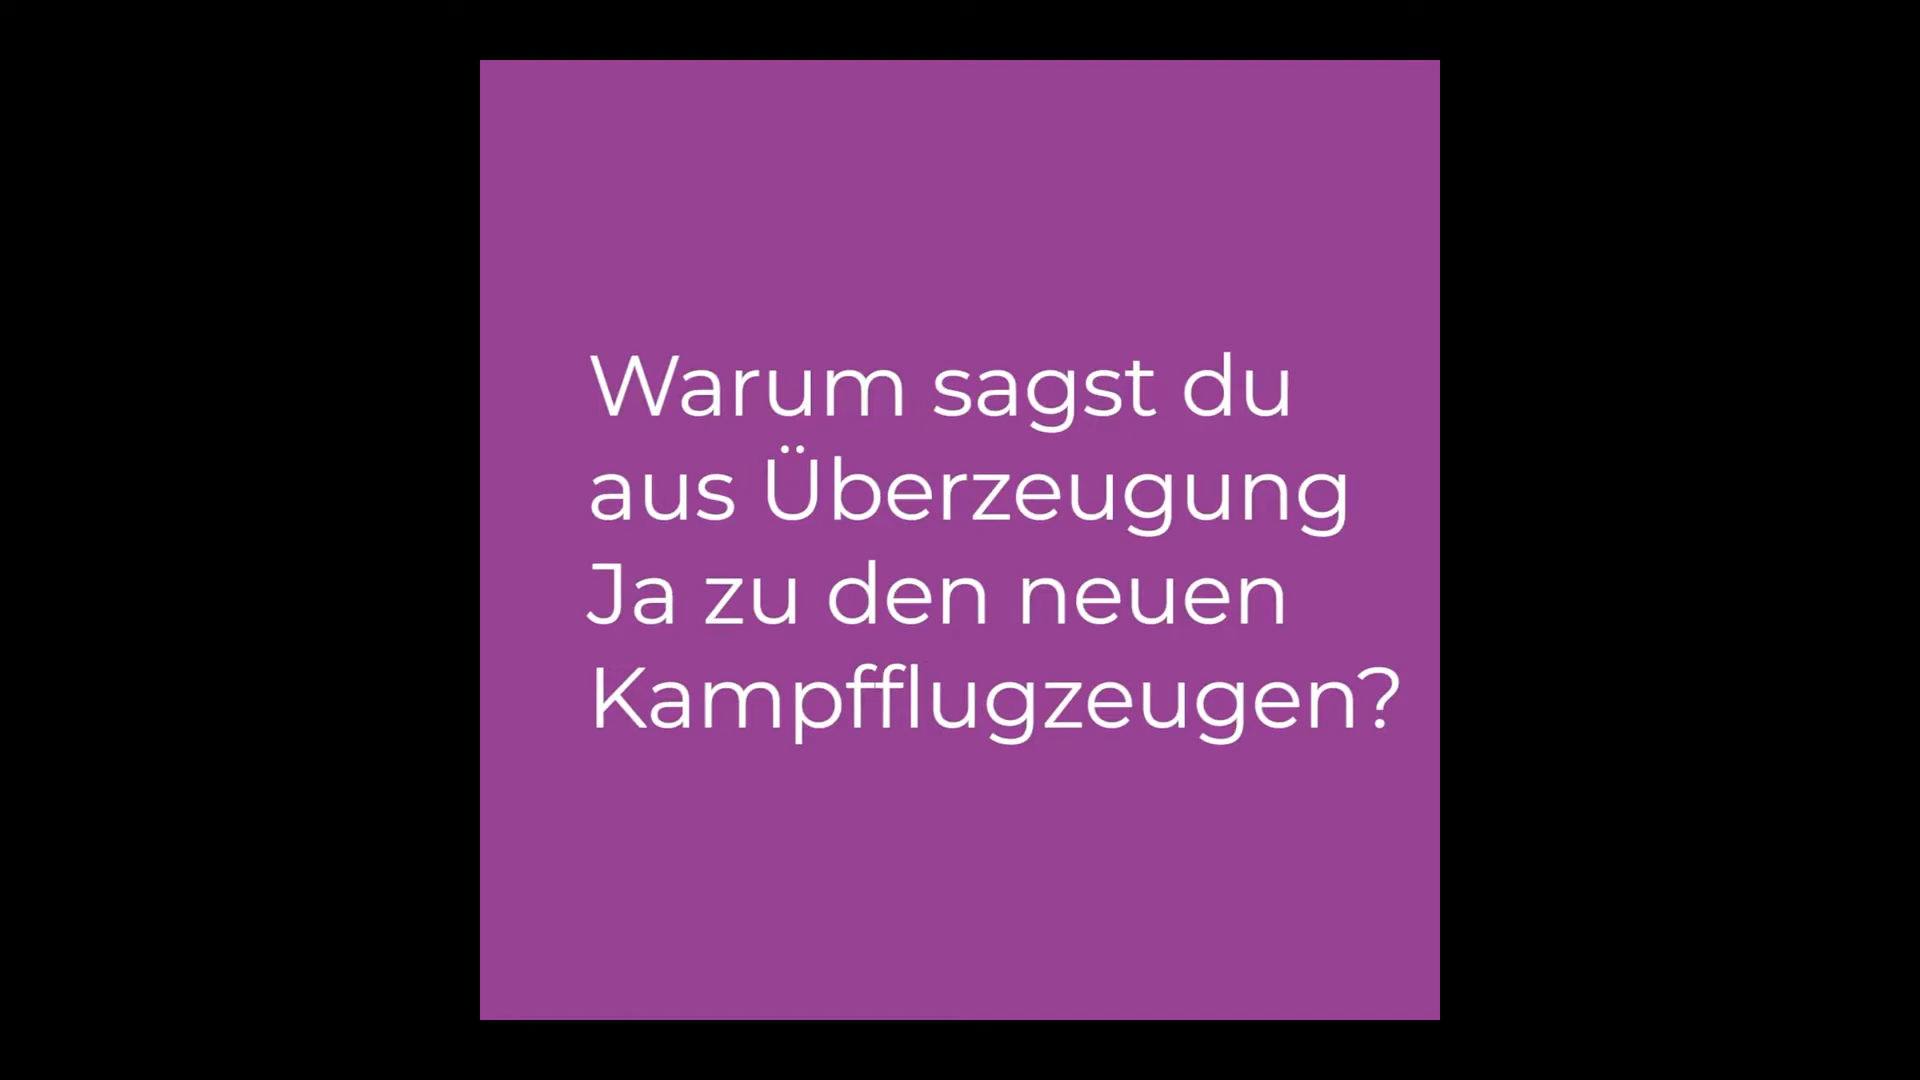 Warum sagst du
aus Überzeugung
Ja zu den neuen
Kampfflugzeugen?